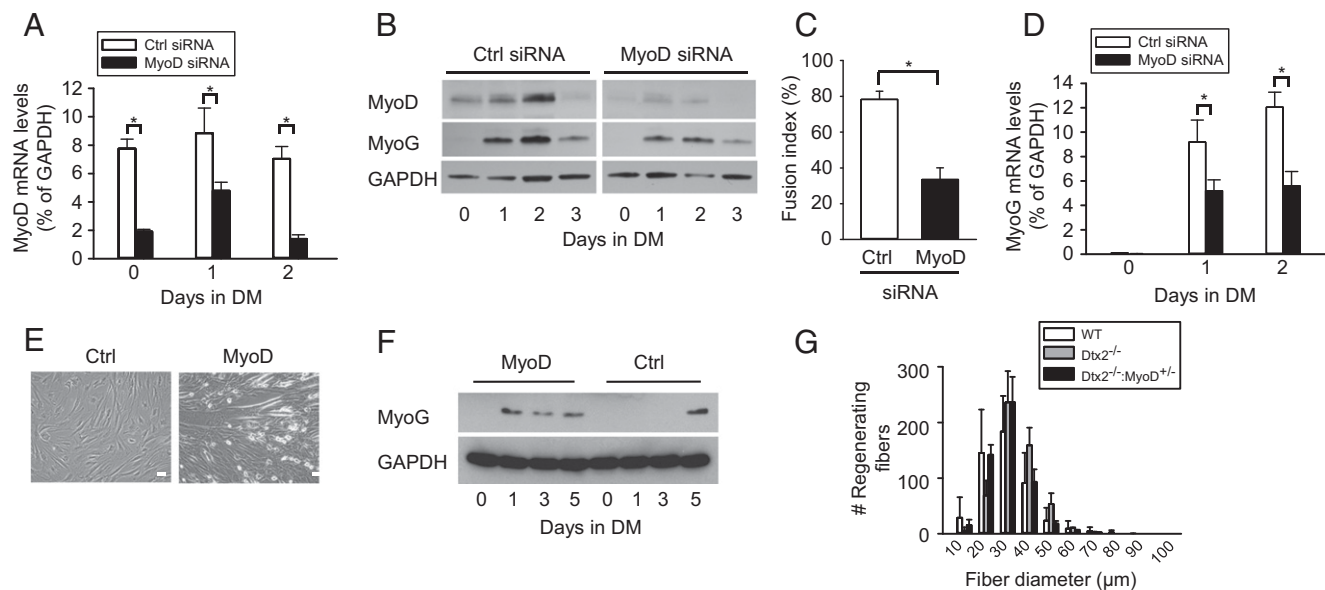 A
Ctrl siRNA
MyoD siRNA
MyoD mRNA levels
(% of GAPDH)
12
10
8
6
4
2
0
*
*
*
0 1 2
Days in DM
B
Ctrl siRNA MyoD siRNA
MyoD
MyoG
GAPDH
0 1 2 3 0 1 2 3
Days in DM
C
Fusion index (%)
100
80
60
40
20
0
*
Ctrl MyoD
siRNA
D
Ctrl siRNA
MyoD siRNA
MyoG mRNA levels
(% of GAPDH)
14
12
10
8
6
4
2
0
*
*
0 1 2
Days in DM
E
Ctrl MyoD
F
MyoD Ctrl
MyoG
GAPDH
0 1 3 5 0 1 3 5
Days in DM
G
WT
Dtx2-/-
Dtx2-/-:MyoD+/-
# Regenerating
fibers
300
200
100
0
10 20 30 40 50 60 70 80 90 100
Fiber diameter (µm)